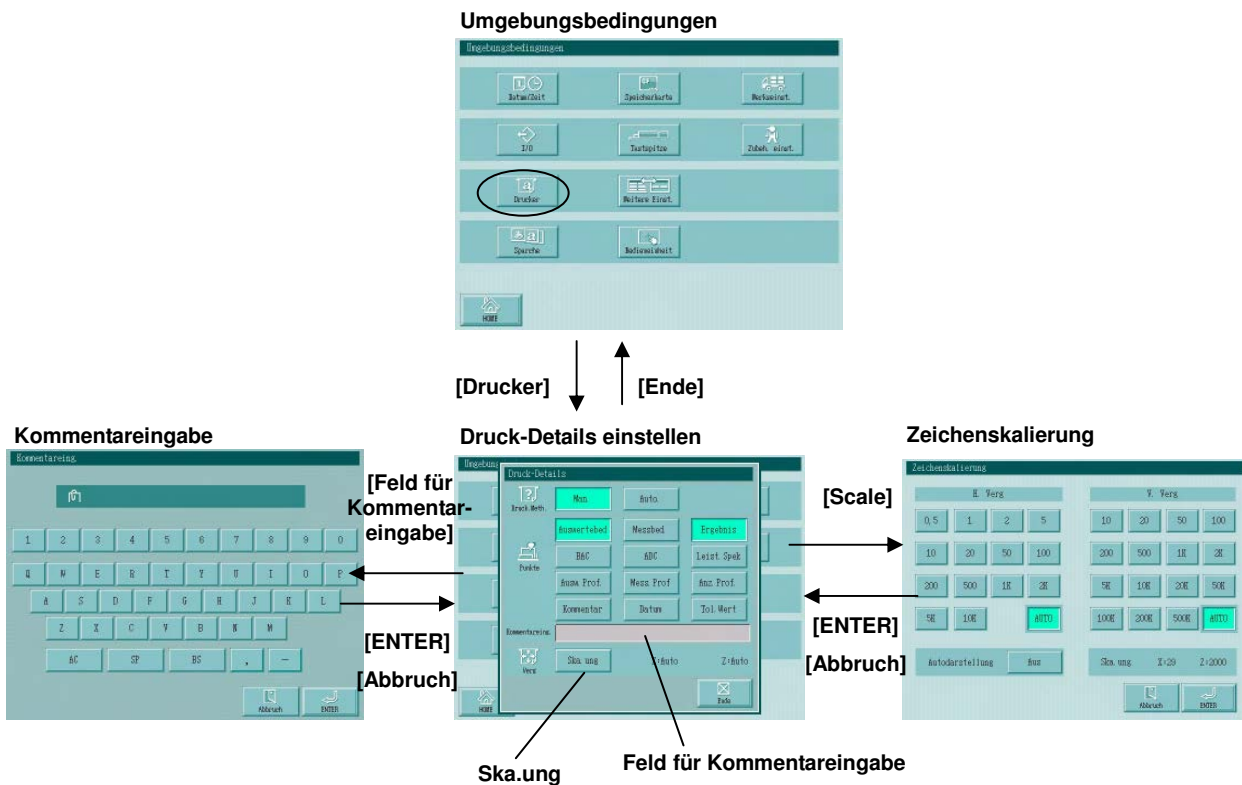 Umgebungsbedingungen
Umgebungsbedingungen
Datum/Zeit
Speicherkarte
Werkseinst.
I/O
Tastspitze
Zubeh. einst.
Drucker
Weitere Einst.
Sparche
Bedieneinheit
HOME
[Drucker]
[Ende]
Kommentareingabe
Kommentareing.
1 2 3 4 5 6 7 8 9 0
Q W E R T Y U I O P
A S D F G H J K L
Z X C V B N M
AC SP BS . -
Abbruch
ENTER
[Feld für
Kommentar-
eingabe]
[ENTER]
[Abbruch]
Druck-Details einstellen
Umgebung
Druck-Details
Druck.Meth.
Man
Auto.
Punkte
Auswertebed
Messbed.
Ergebnis
BAC
ADC
Leist.Spek
Ausw.Prof.
Mess Prof
Anz Prof.
Kommentar
Datum
Tol.Wert
Kommentareing.
Verg
Ska.ung
X:Auto
Z:Auto
HOME
Ende
Ska.ung
Feld für Kommentareingabe
[Scale]
[ENTER]
[Abbruch]
Zeichenskalierung
Zeichenskalierung
H. Verg
V. Verg
0,5 1 2 5
10 20 50 100
10 20 50 100
200 500 1K 2K
200 500 1K 2K
5K 10K 20K 50K
5K 10K AUTO
100K 200K 500K AUTO
Autodarstellung Aus
Ska.ung X:20 Z:2000
Abbruch
ENTER